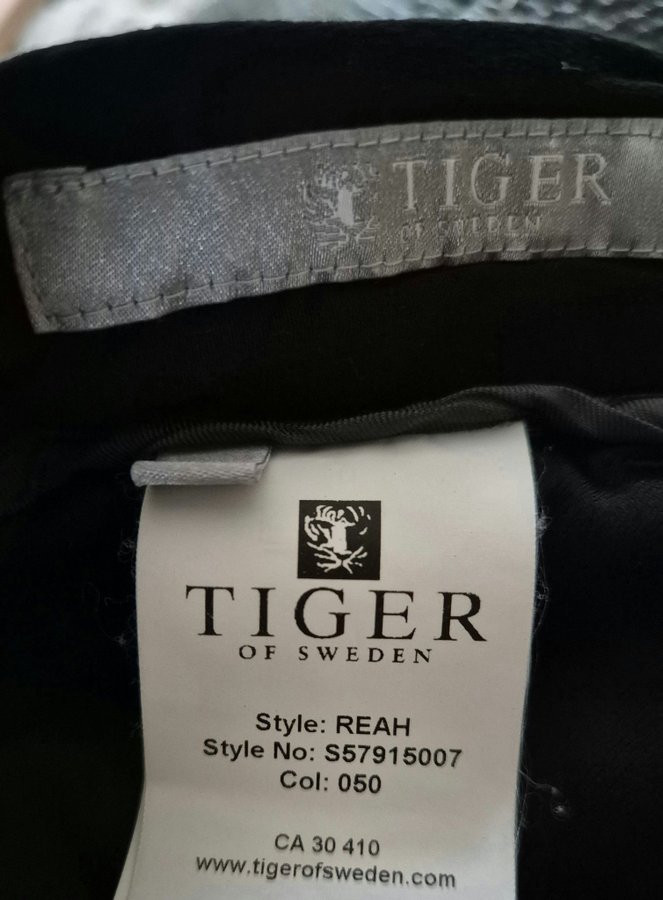 TIGER
OF SWEDEN
TIGER
OF SWEDEN
Style: REAH
Style No: S57915007
Col: 050
CA 30 410
www.tigerofsweden.com